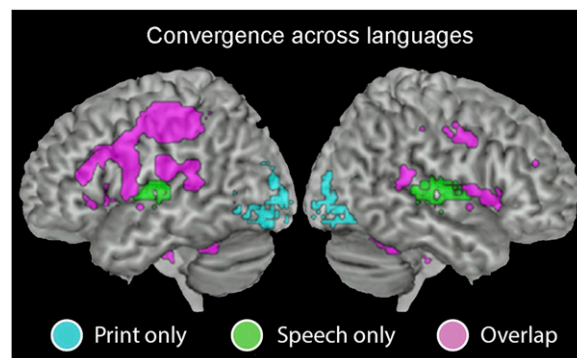 Convergence across languages
Print only
Speech only
Overlap